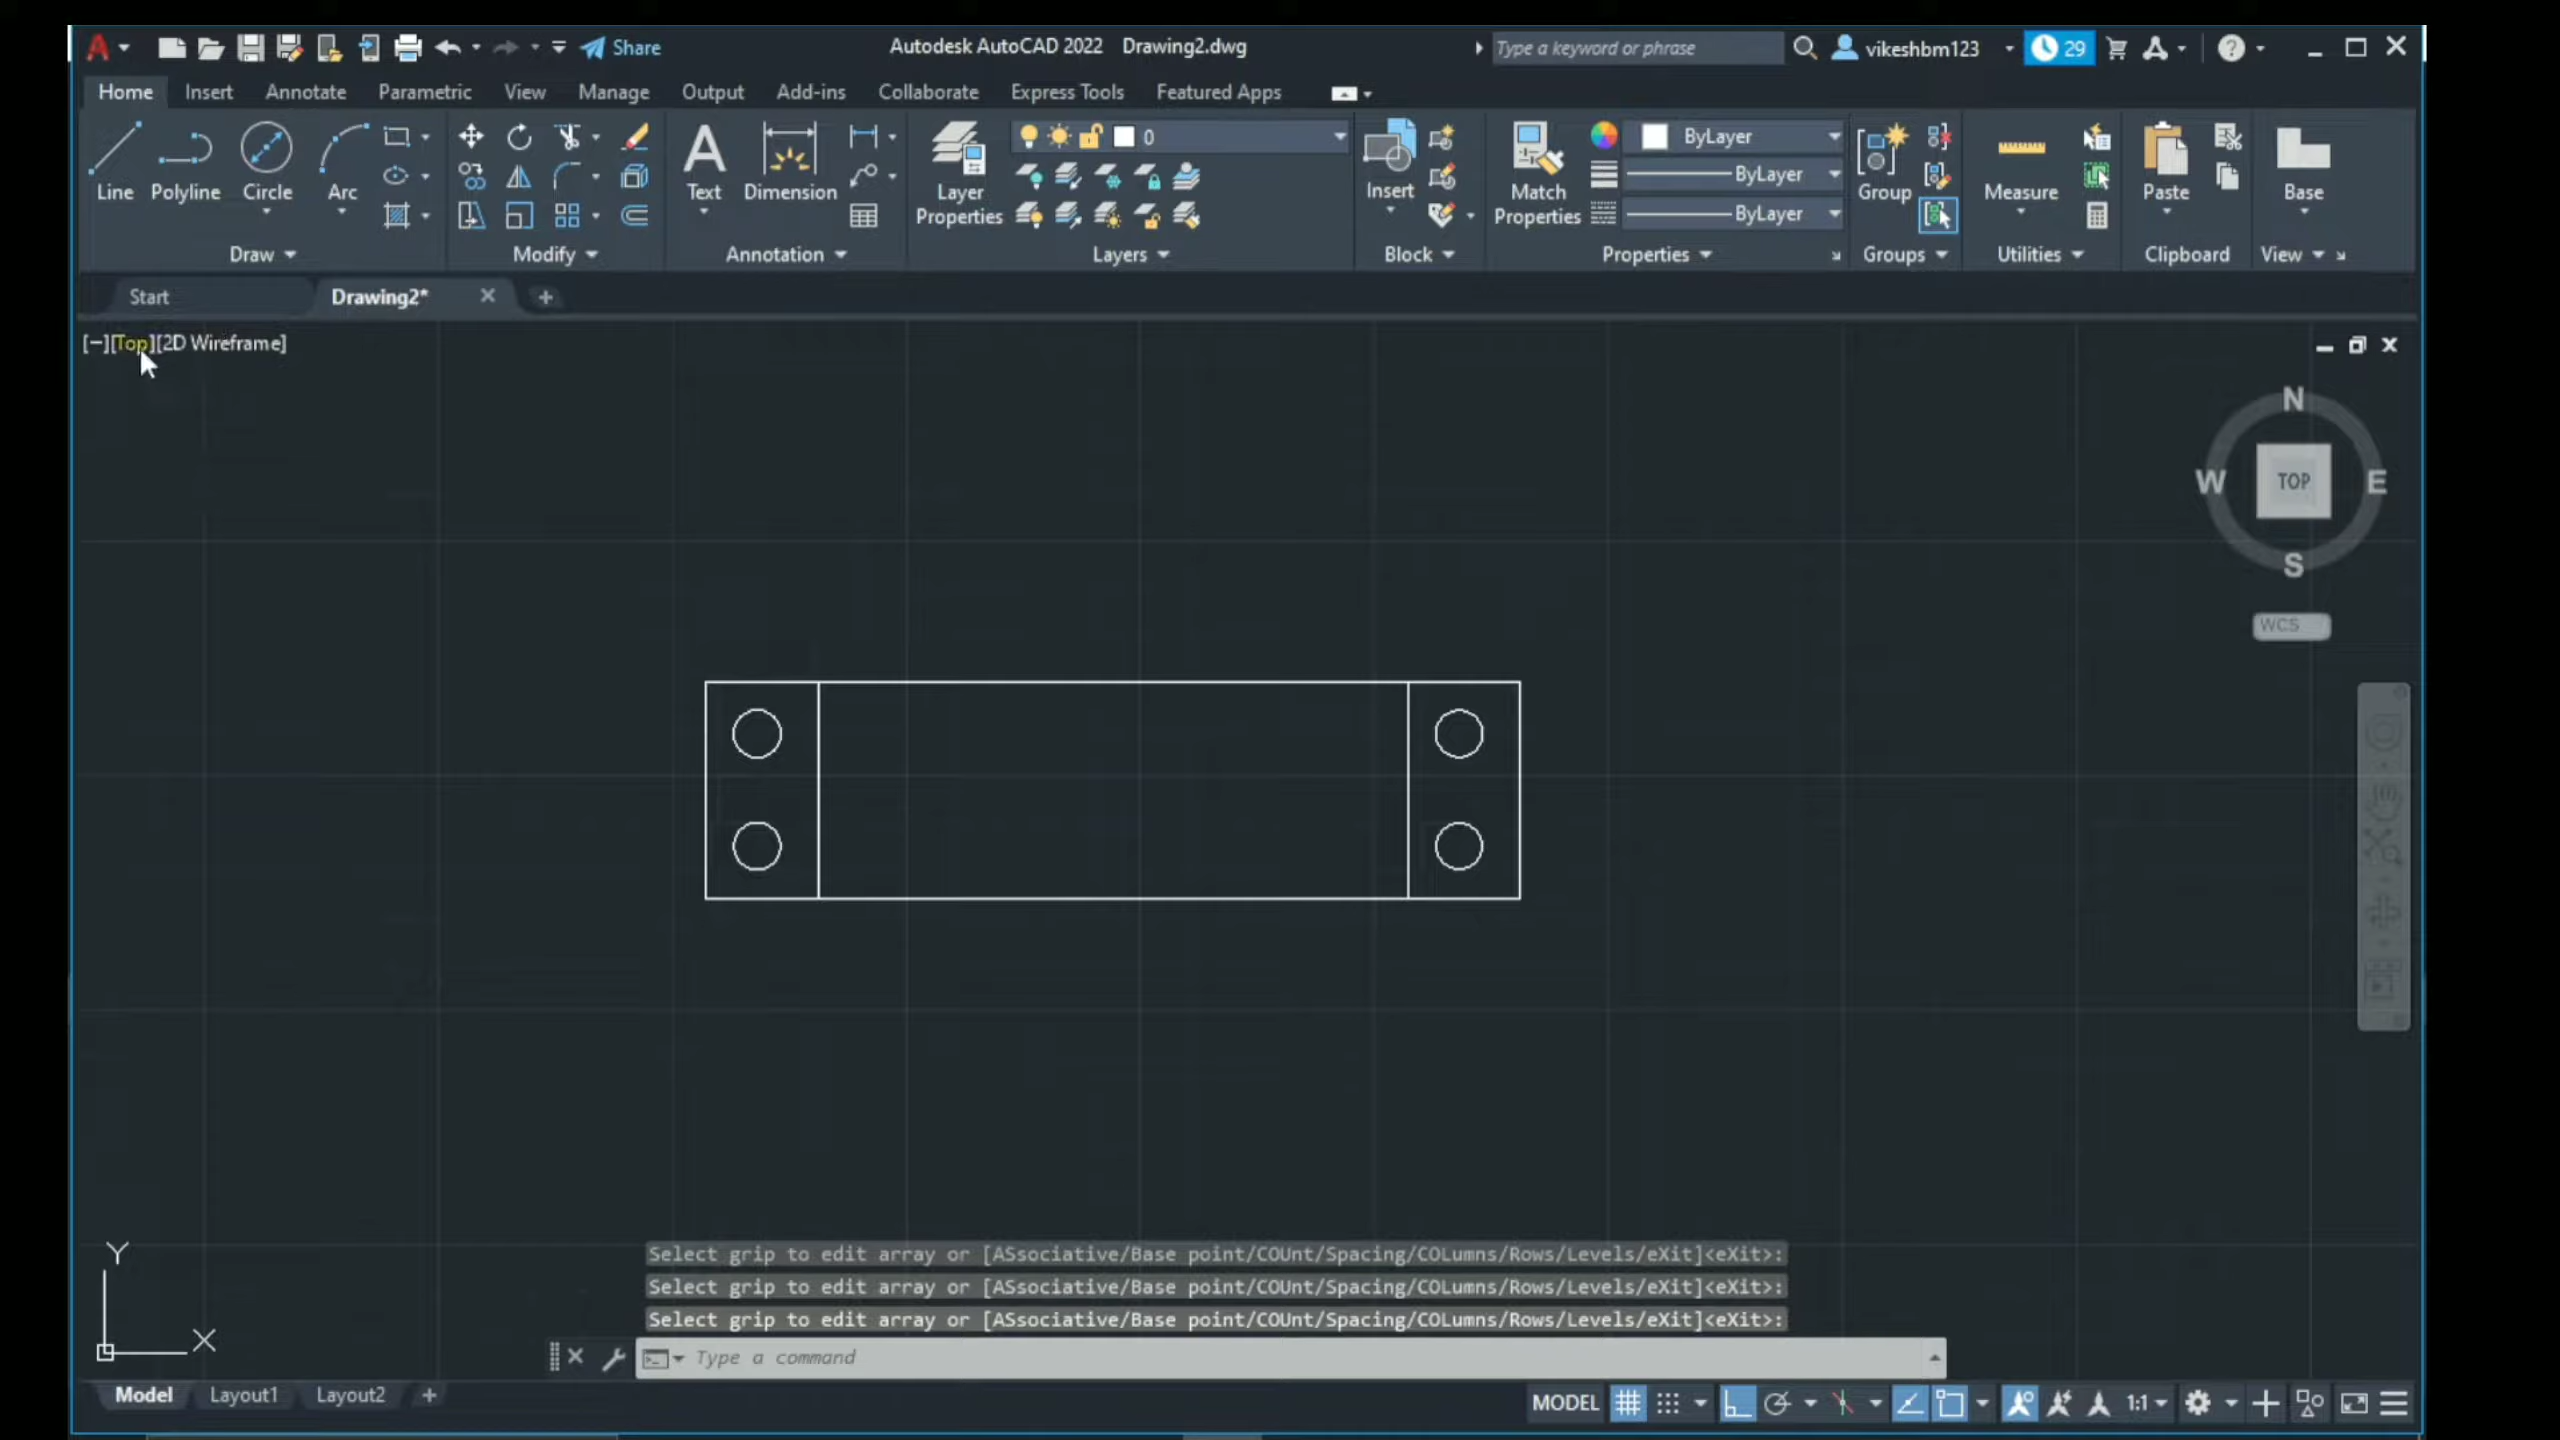 Share
Autodesk AutoCAD 2022 Drawing2.dwg
Type a keyword or phrase
vikeshbm123
29
Home Insert Annotate Parametric View Manage Output Add-ins Collaborate Express Tools Featured Apps
0
ByLayer
ByLayer
ByLayer
Line Polyline Circle Arc
Text Dimension
Layer Properties
Insert
Match Properties
Group
Measure
Paste
Base
Draw Modify Annotation Layers Block Properties Groups Utilities Clipboard View
Start Drawing2*
[−][Top][2D Wireframe]
N
W TOP E
S
WCS
Y
X
Select grip to edit array or [ASsociative/Base point/COUnt/Spacing/COLumns/Rows/Levels/eXit]<eXit>:
Select grip to edit array or [ASsociative/Base point/COUnt/Spacing/COLumns/Rows/Levels/eXit]<eXit>:
Select grip to edit array or [ASsociative/Base point/COUnt/Spacing/COLumns/Rows/Levels/eXit]<eXit>:
Type a command
Model Layout1 Layout2
MODEL 1:1